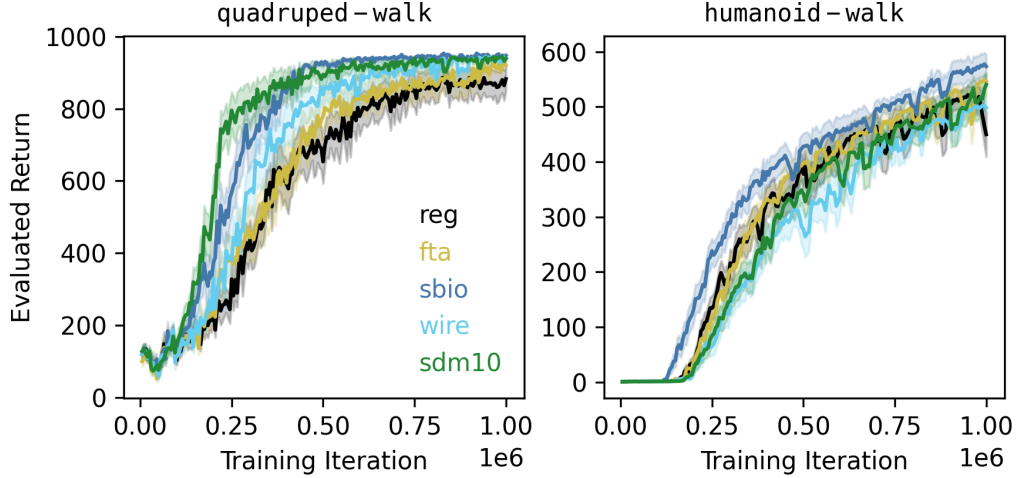 quadruped-walk
Evaluated Return
1000
800
600
400
200
0
0.00 0.25 0.50 0.75 1.00
1e6
Training Iteration
reg
fta
sbio
wire
sdm10
humanoid-walk
600
500
400
300
200
100
0
0.00 0.25 0.50 0.75 1.00
1e6
Training Iteration